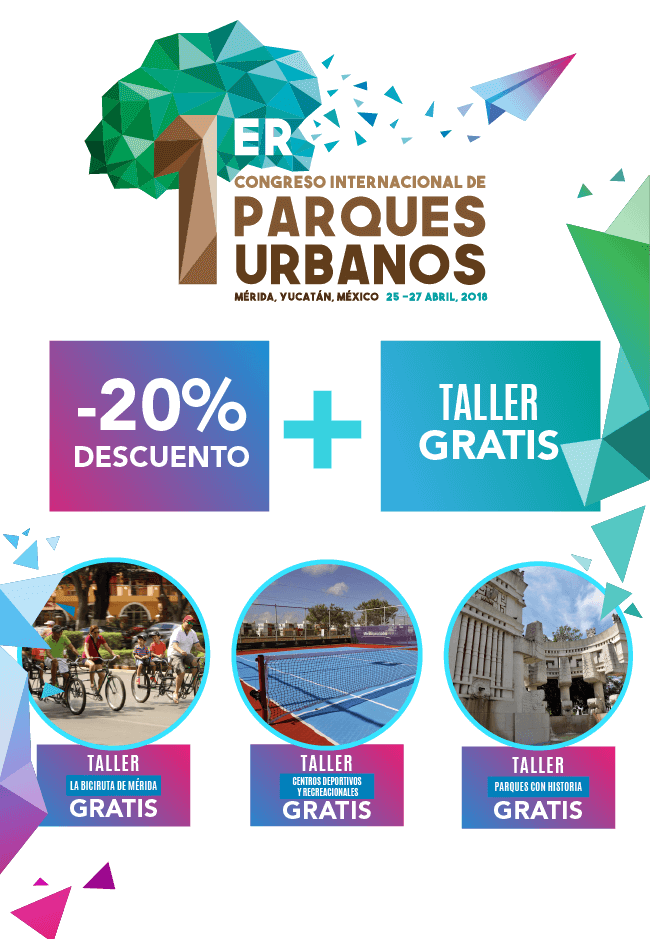 1ER
CONGRESO INTERNACIONAL DE
PARQUES
URBANOS
MÉRIDA, YUCATÁN, MÉXICO 25 -27 ABRIL, 2018
-20%
DESCUENTO
+
TALLER
GRATIS
TALLER
LA BICIRUTA DE MÉRIDA
GRATIS
TALLER
CENTROS DEPORTIVOS
Y RECREACIONALES
GRATIS
TALLER
PARQUES CON HISTORIA
GRATIS